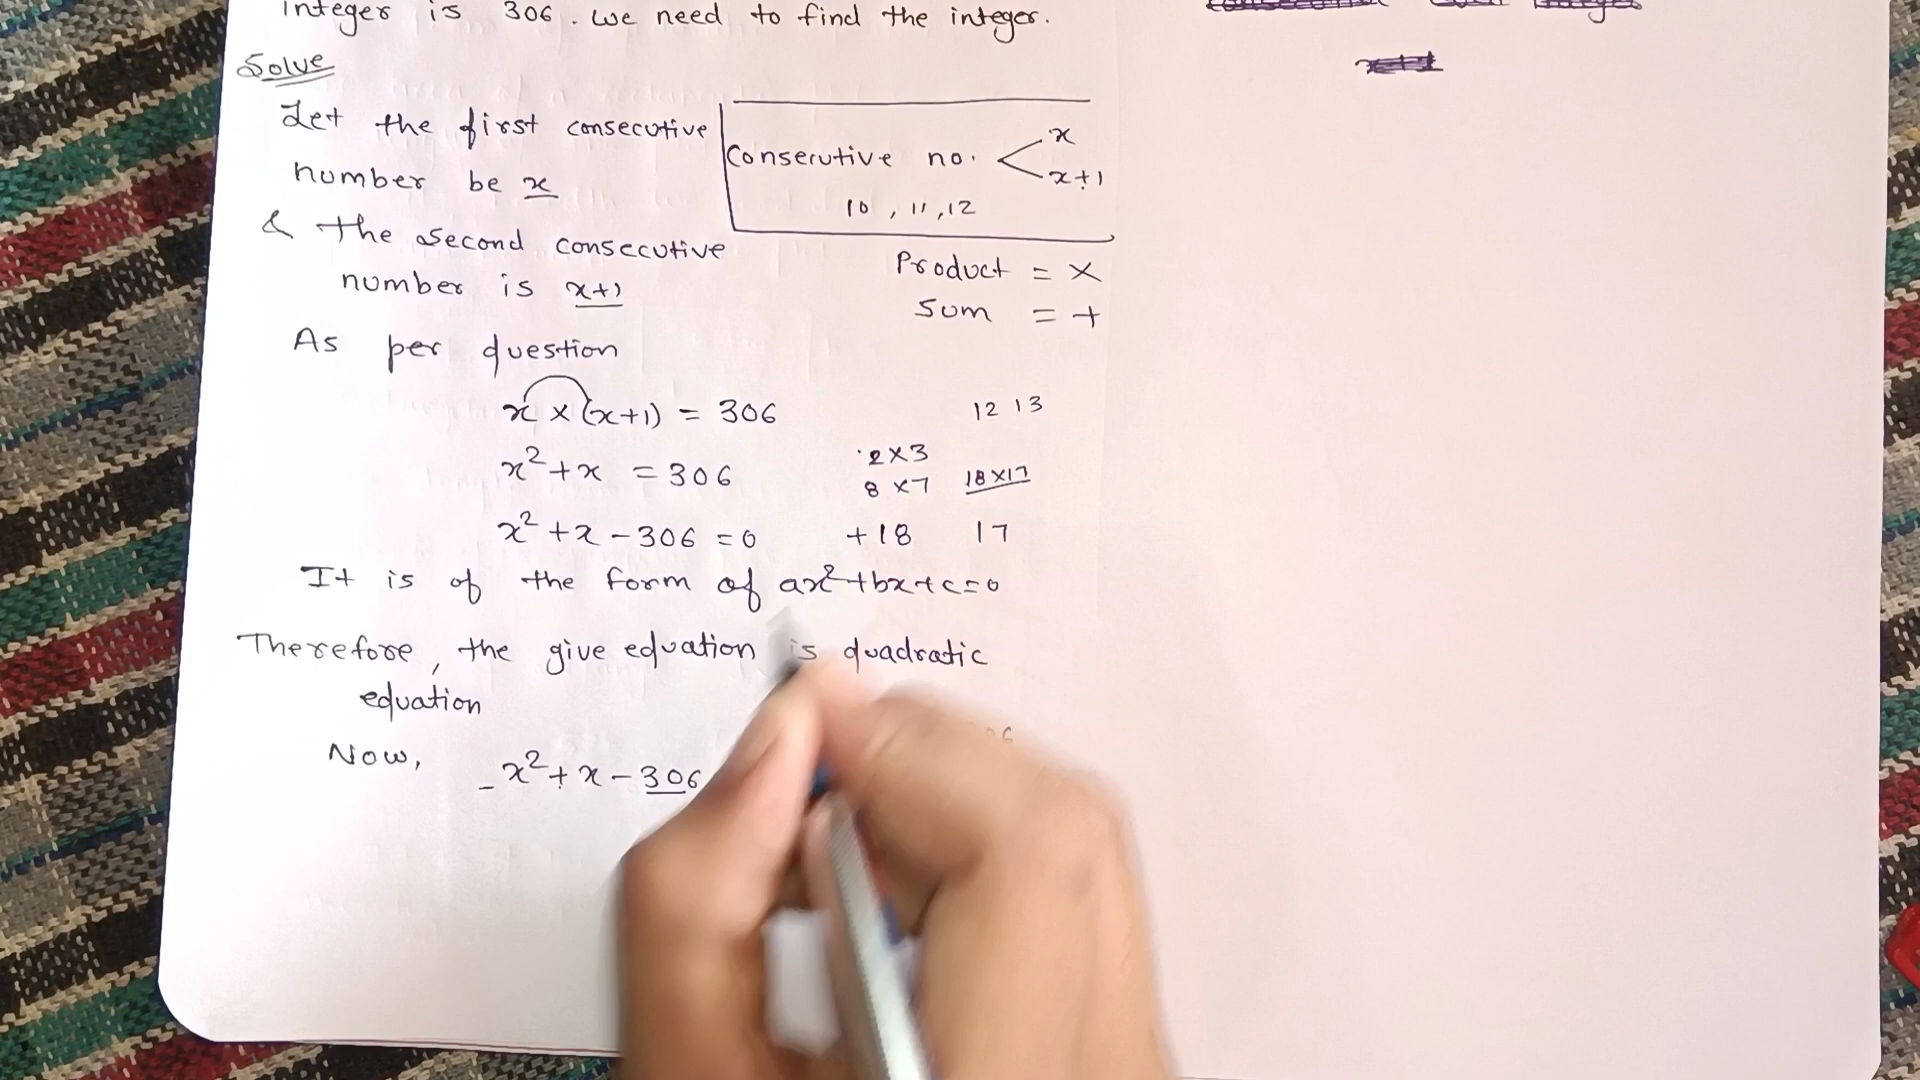 integer is 306. we need to find the integer.
Solve
Let the first consecutive
number be x
& the second consecutive
number is x+1
Consecutive no. < x
x+1
10, 11, 12
Product = ×
Sum = +
As per question
x × (x+1) = 306
12 13
x² + x = 306
2×3
8×7
18×17
x² + x - 306 = 0
+18 17
It is of the form of ax²+bx+c=0
Therefore, the give equation is quadratic
equation
Now, x² + x - 306
x+1